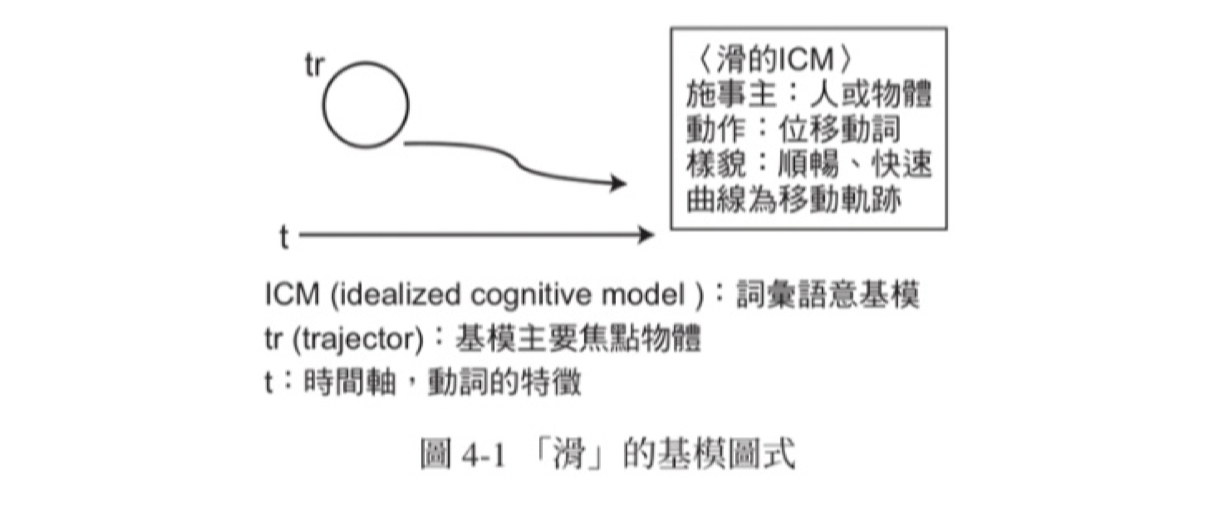 tr
〈滑的ICM〉
施事主：人或物體
動作：位移動詞
樣貌：順暢、快速
曲線為移動軌跡
t
ICM (idealized cognitive model )：詞彙語意基模
tr (trajector)：基模主要焦點物體
t：時間軸，動詞的特徵
圖 4-1 「滑」的基模圖式